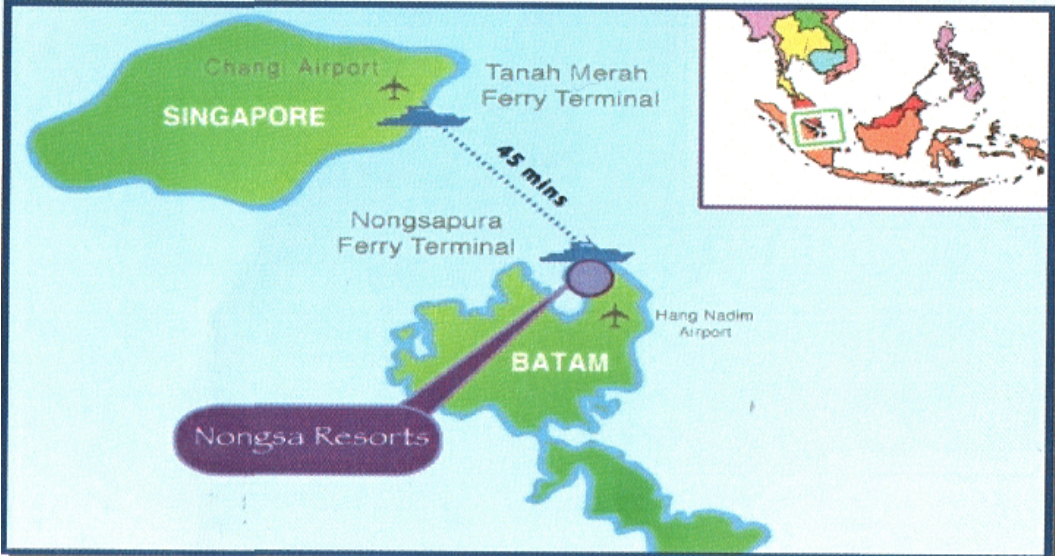 Changi Airport
Tanah Merah
Ferry Terminal
SINGAPORE
45 mins
Nongsapura
Ferry Terminal
Hang Nadim
Airport
BATAM
Nongsa Resorts